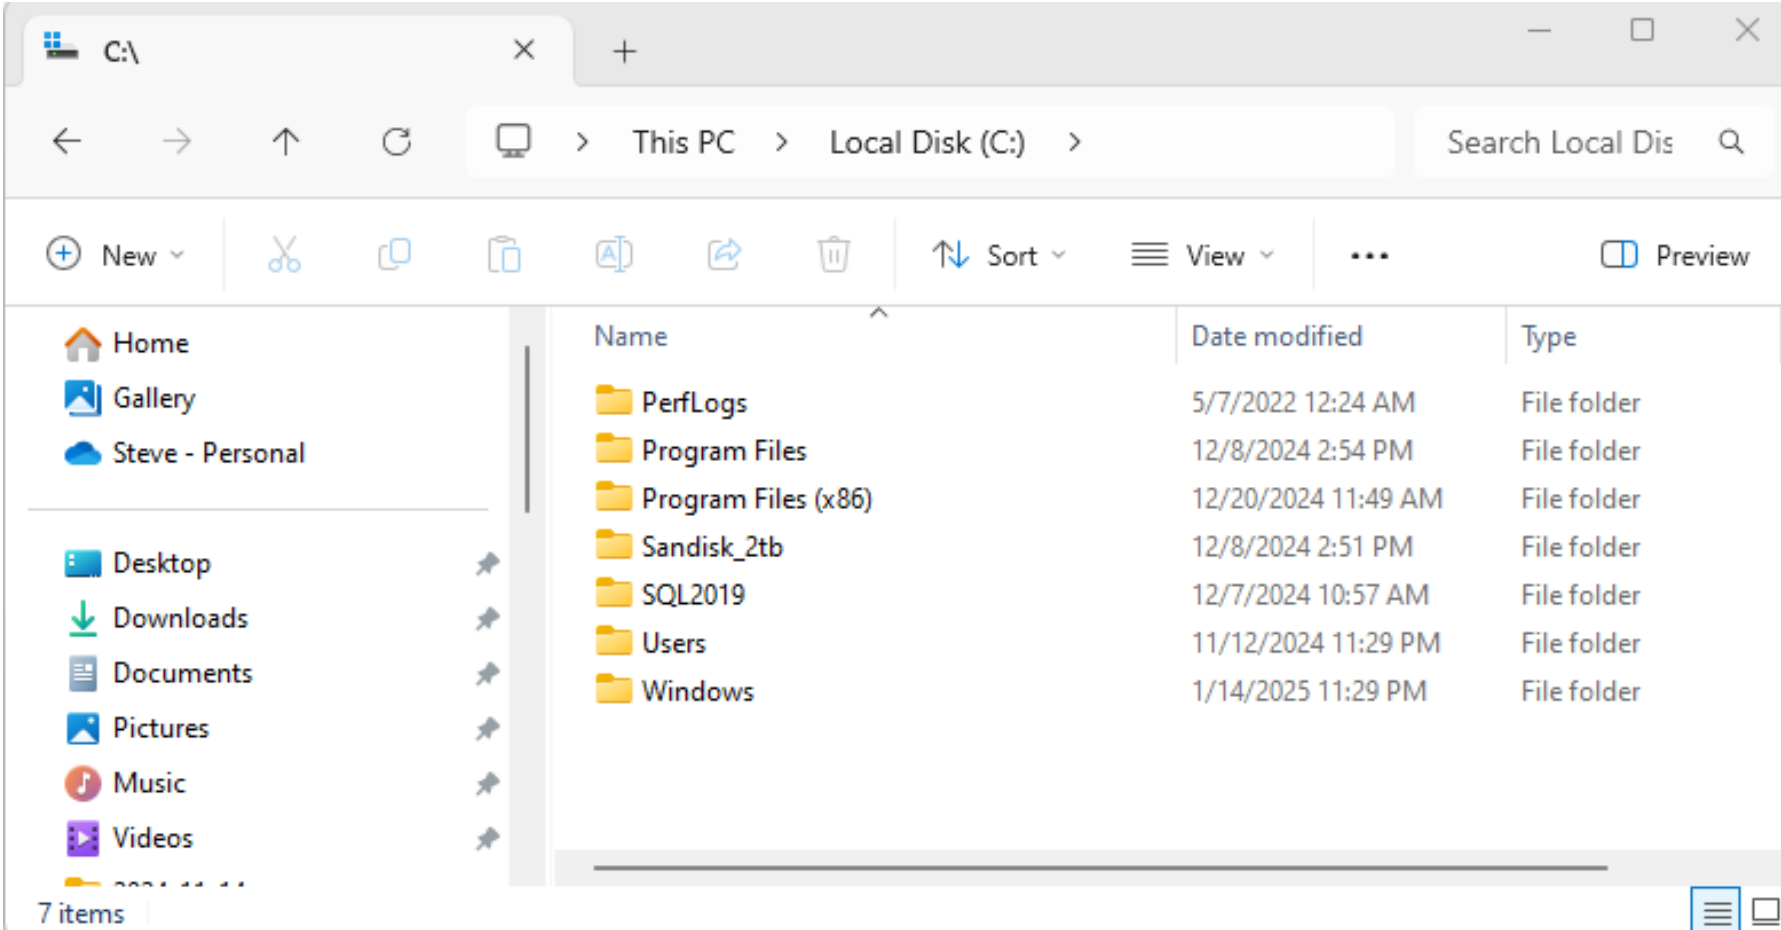 C:\
This PC > Local Disk (C:) > Search Local Dis
New Sort View ... Preview
Home
Gallery
Steve - Personal
Desktop
Downloads
Documents
Pictures
Music
Videos
Name Date modified Type
PerfLogs 5/7/2022 12:24 AM File folder
Program Files 12/8/2024 2:54 PM File folder
Program Files (x86) 12/20/2024 11:49 AM File folder
Sandisk_2tb 12/8/2024 2:51 PM File folder
SQL2019 12/7/2024 10:57 AM File folder
Users 11/12/2024 11:29 PM File folder
Windows 1/14/2025 11:29 PM File folder
7 items